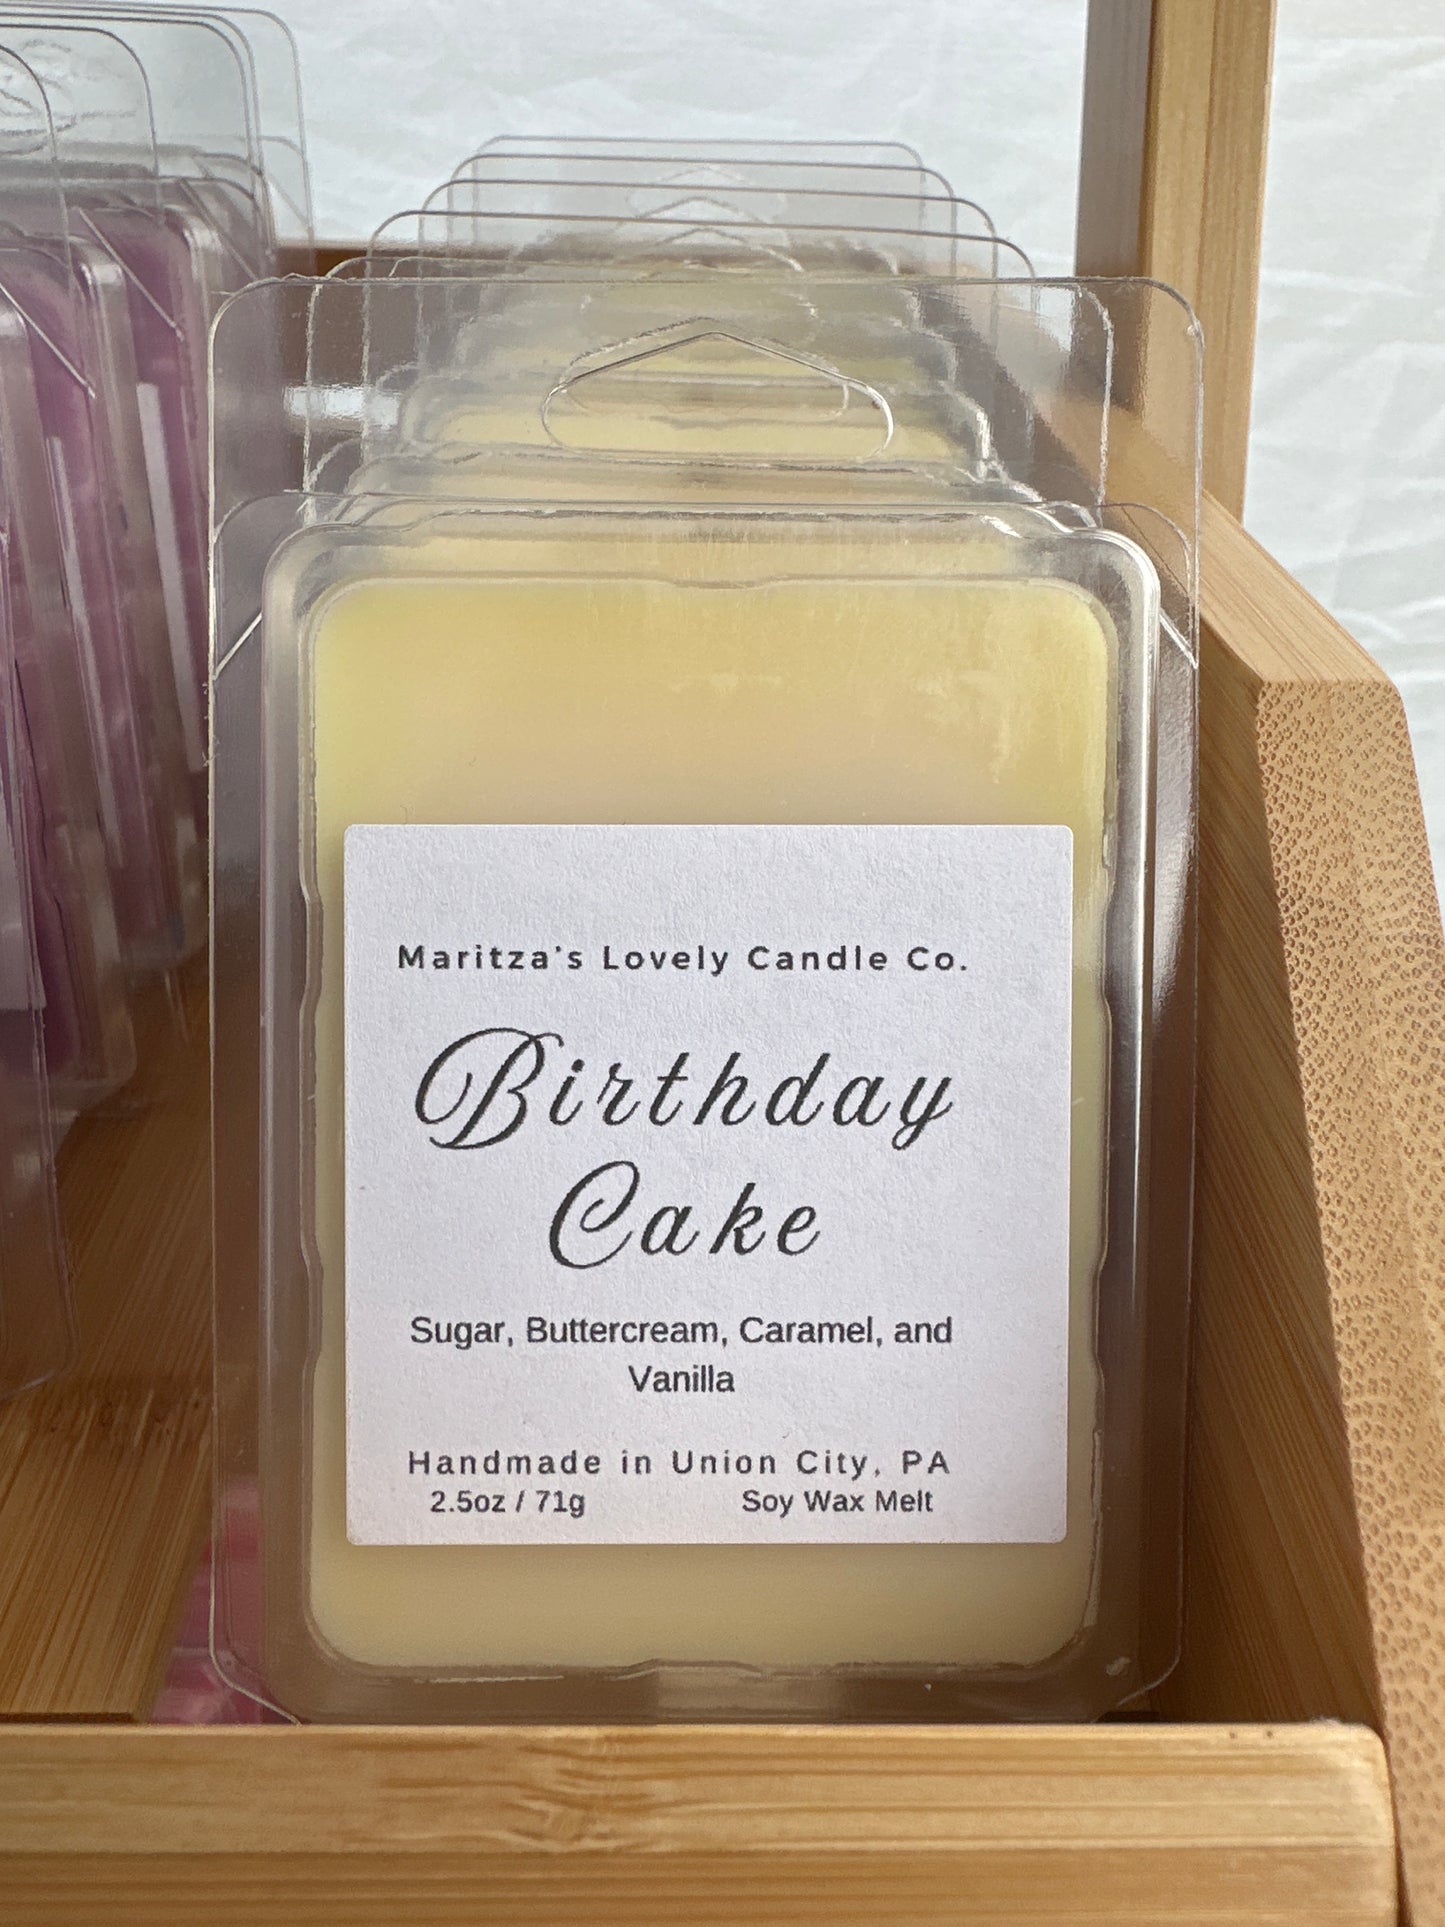 Maritza's Lovely Candle Co.
Birthday
Cake
Sugar, Buttercream, Caramel, and
Vanilla
Handmade in Union City, PA
2.5oz / 71g Soy Wax Melt